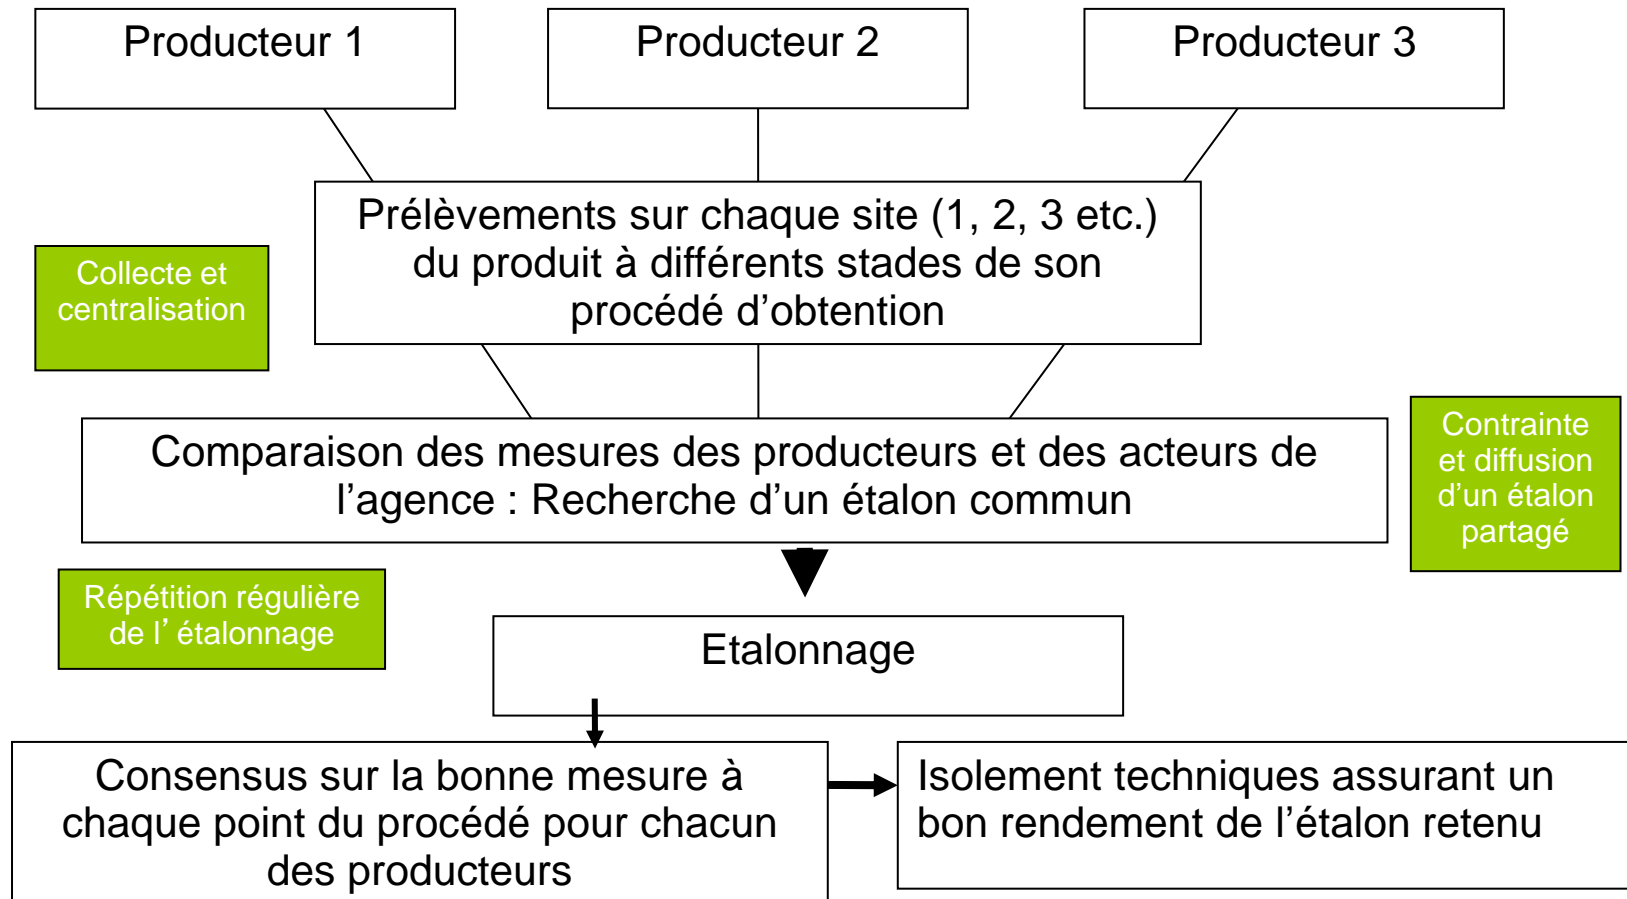 Producteur 1
Producteur 2
Producteur 3
Prélèvements sur chaque site (1, 2, 3 etc.)
du produit à différents stades de son
procédé d’obtention
Collecte et
centralisation
Comparaison des mesures des producteurs et des acteurs de
l’agence : Recherche d’un étalon commun
Contrainte
et diffusion
d’un étalon
partagé
Répétition régulière
de l’ étalonnage
Etalonnage
Consensus sur la bonne mesure à
chaque point du procédé pour chacun
des producteurs
Isolement techniques assurant un
bon rendement de l’étalon retenu